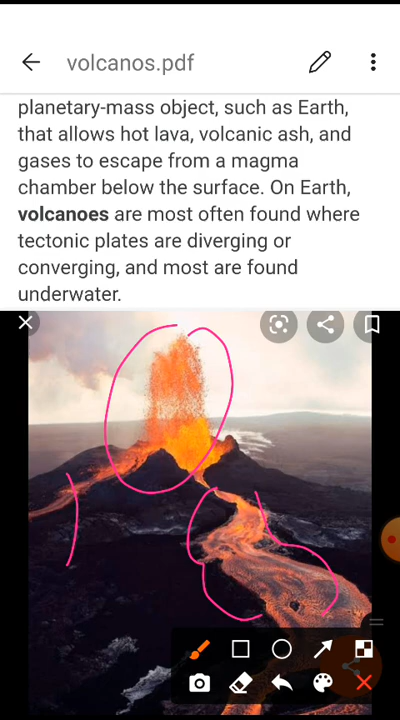 volcanos.pdf
planetary-mass object, such as Earth,
that allows hot lava, volcanic ash, and
gases to escape from a magma
chamber below the surface. On Earth,
volcanoes are most often found where
tectonic plates are diverging or
converging, and most are found
underwater.